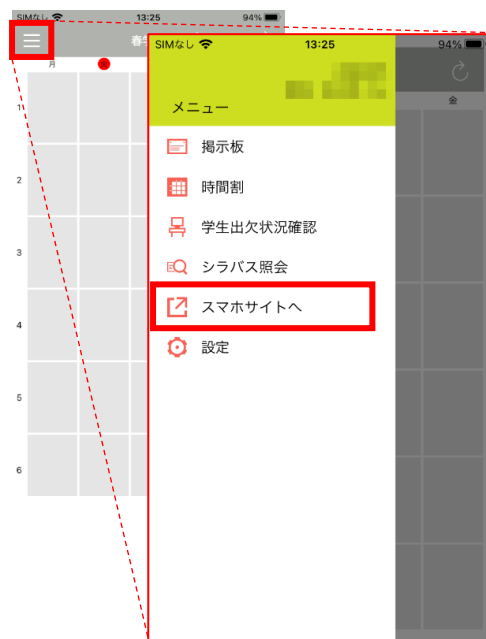 SIMなし 13:25 94%
春
月 火
1
2
3
4
5
6
SIMなし 13:25 94%
メニュー
金
掲示板
時間割
学生出欠状況確認
シラバス照会
スマホサイトへ
設定